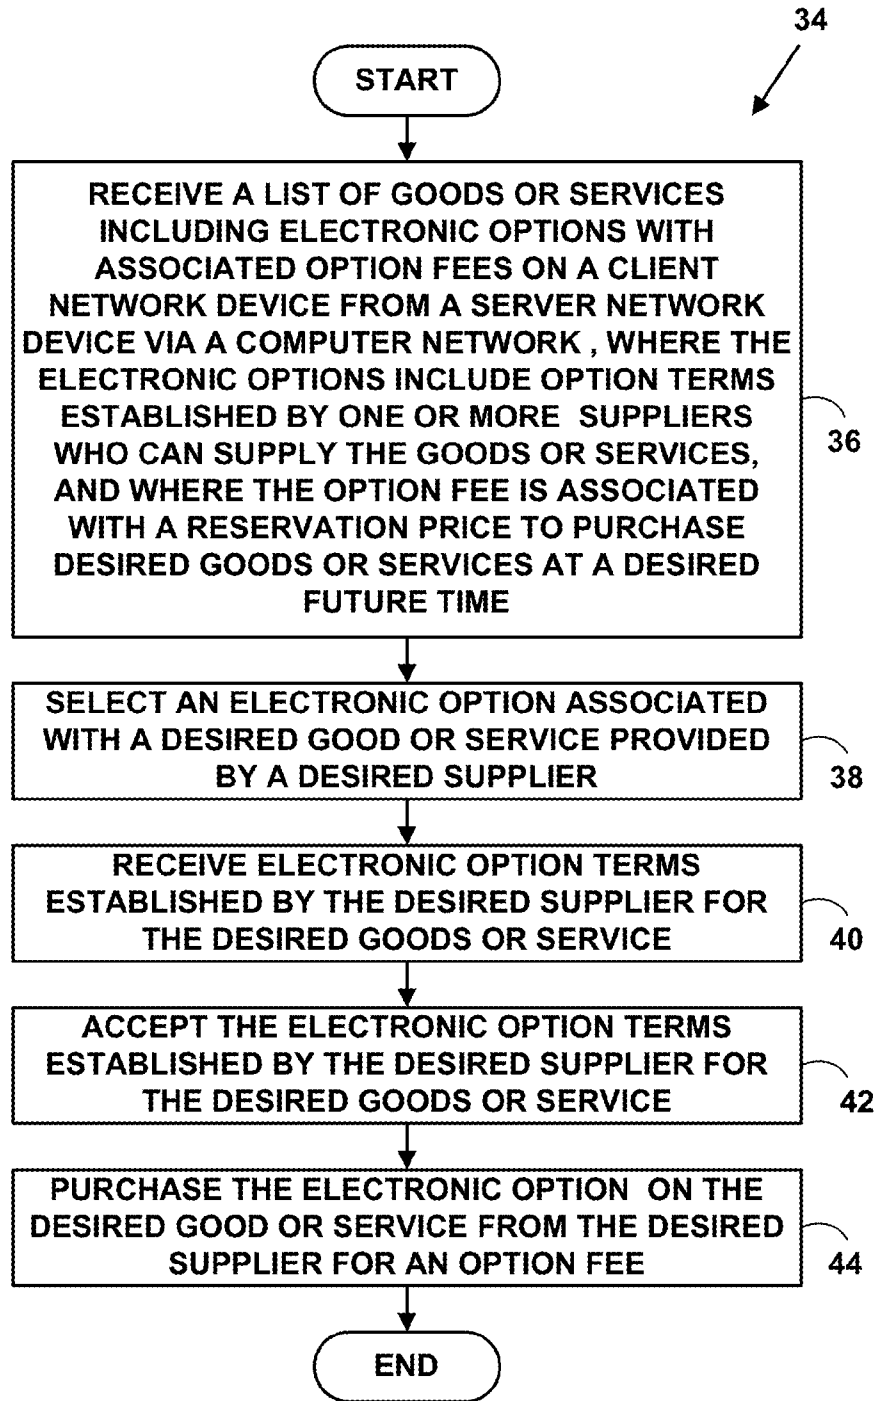 34
START
RECEIVE A LIST OF GOODS OR SERVICES
INCLUDING ELECTRONIC OPTIONS WITH
ASSOCIATED OPTION FEES ON A CLIENT
NETWORK DEVICE FROM A SERVER NETWORK
DEVICE VIA A COMPUTER NETWORK , WHERE THE
ELECTRONIC OPTIONS INCLUDE OPTION TERMS
ESTABLISHED BY ONE OR MORE SUPPLIERS
WHO CAN SUPPLY THE GOODS OR SERVICES,
AND WHERE THE OPTION FEE IS ASSOCIATED
WITH A RESERVATION PRICE TO PURCHASE
DESIRED GOODS OR SERVICES AT A DESIRED
FUTURE TIME
36
SELECT AN ELECTRONIC OPTION ASSOCIATED
WITH A DESIRED GOOD OR SERVICE PROVIDED
BY A DESIRED SUPPLIER
38
RECEIVE ELECTRONIC OPTION TERMS
ESTABLISHED BY THE DESIRED SUPPLIER FOR
THE DESIRED GOODS OR SERVICE
40
ACCEPT THE ELECTRONIC OPTION TERMS
ESTABLISHED BY THE DESIRED SUPPLIER FOR
THE DESIRED GOODS OR SERVICE
42
PURCHASE THE ELECTRONIC OPTION ON THE
DESIRED GOOD OR SERVICE FROM THE DESIRED
SUPPLIER FOR AN OPTION FEE
44
END